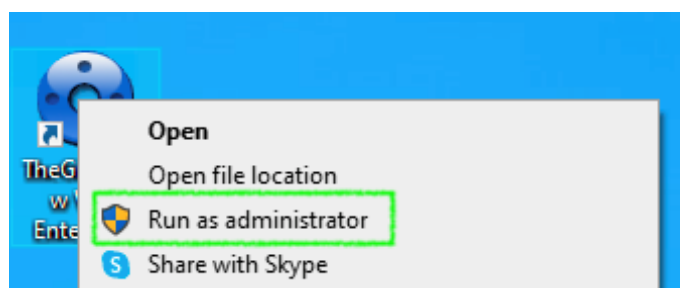 Open
Open file location
Run as administrator
Share with Skype